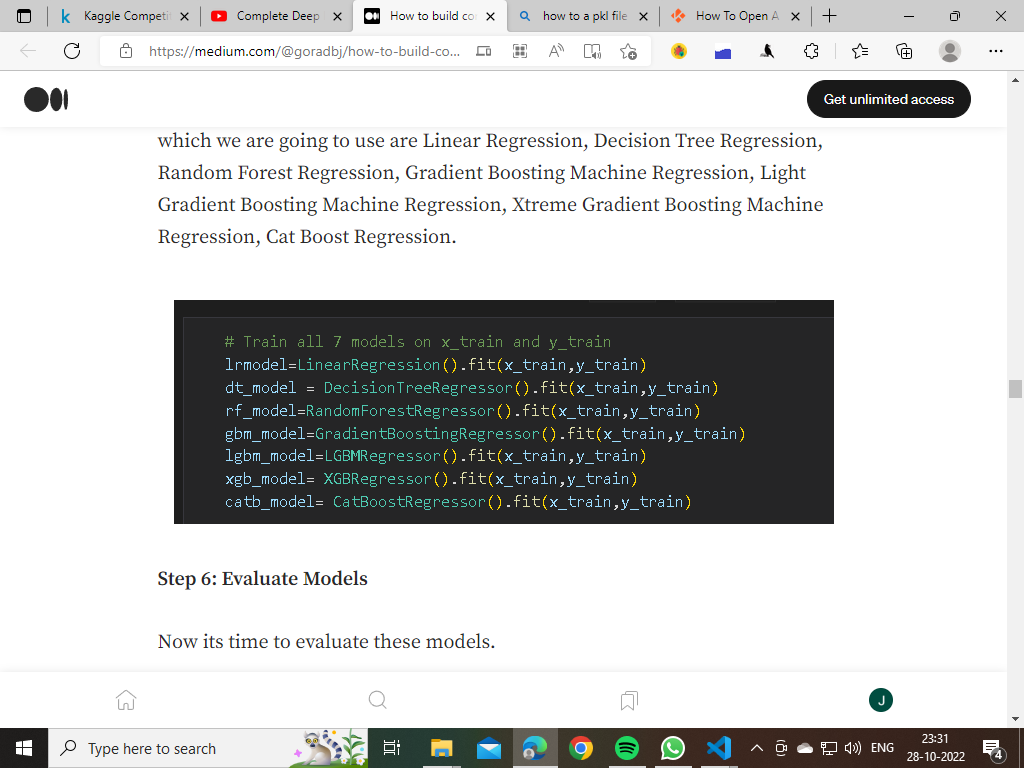 Kaggle Competi
Complete Deep
How to build co
how to a pkl file
How To Open A
https://medium.com/@goradbj/how-to-build-co...
Get unlimited access
which we are going to use are Linear Regression, Decision Tree Regression,
Random Forest Regression, Gradient Boosting Machine Regression, Light
Gradient Boosting Machine Regression, Xtreme Gradient Boosting Machine
Regression, Cat Boost Regression.
# Train all 7 models on x_train and y_train
lrmodel=LinearRegression().fit(x_train,y_train)
dt_model = DecisionTreeRegressor().fit(x_train,y_train)
rf_model=RandomForestRegressor().fit(x_train,y_train)
gbm_model=GradientBoostingRegressor().fit(x_train,y_train)
lgbm_model=LGBMRegressor().fit(x_train,y_train)
xgb_model= XGBRegressor().fit(x_train,y_train)
catb_model= CatBoostRegressor().fit(x_train,y_train)
Step 6: Evaluate Models
Now its time to evaluate these models.
J
Type here to search
ENG
23:31
28-10-2022
4